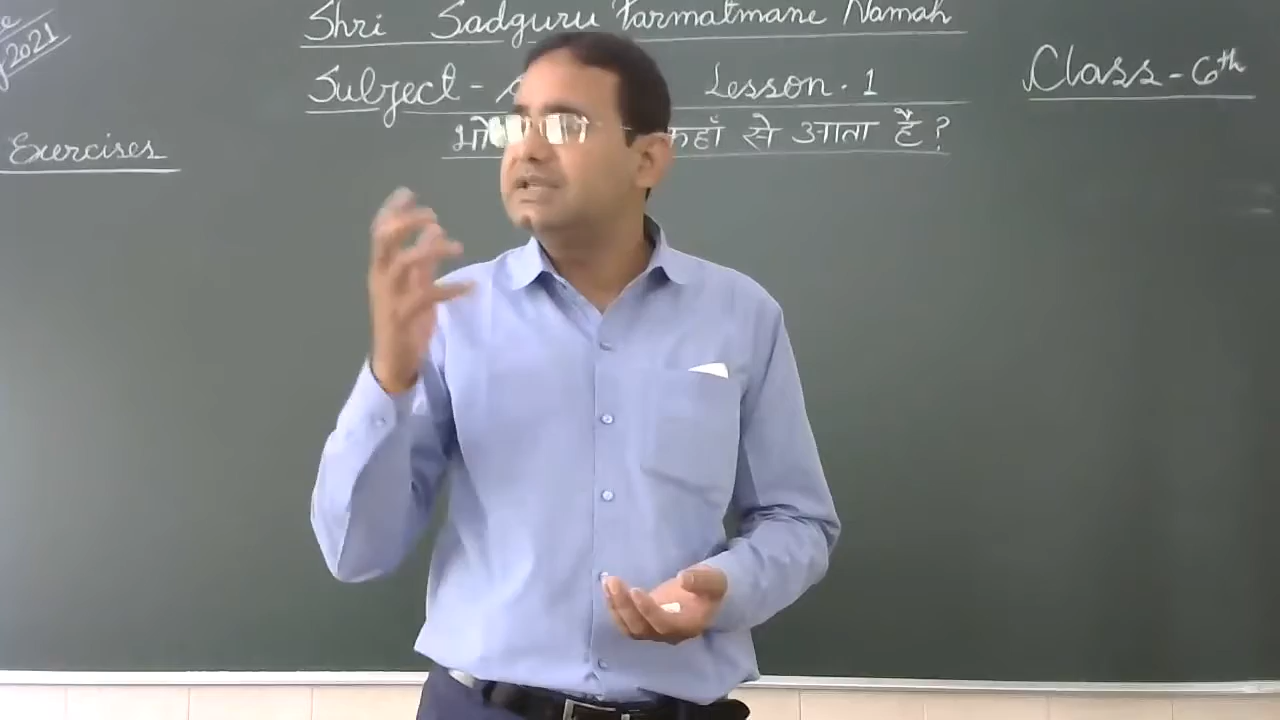 Shri Sadguru Parmatmane Namah
2021
Subject - Lesson. 1
Class - 6th
कहाँ से आता है ?
Exercises